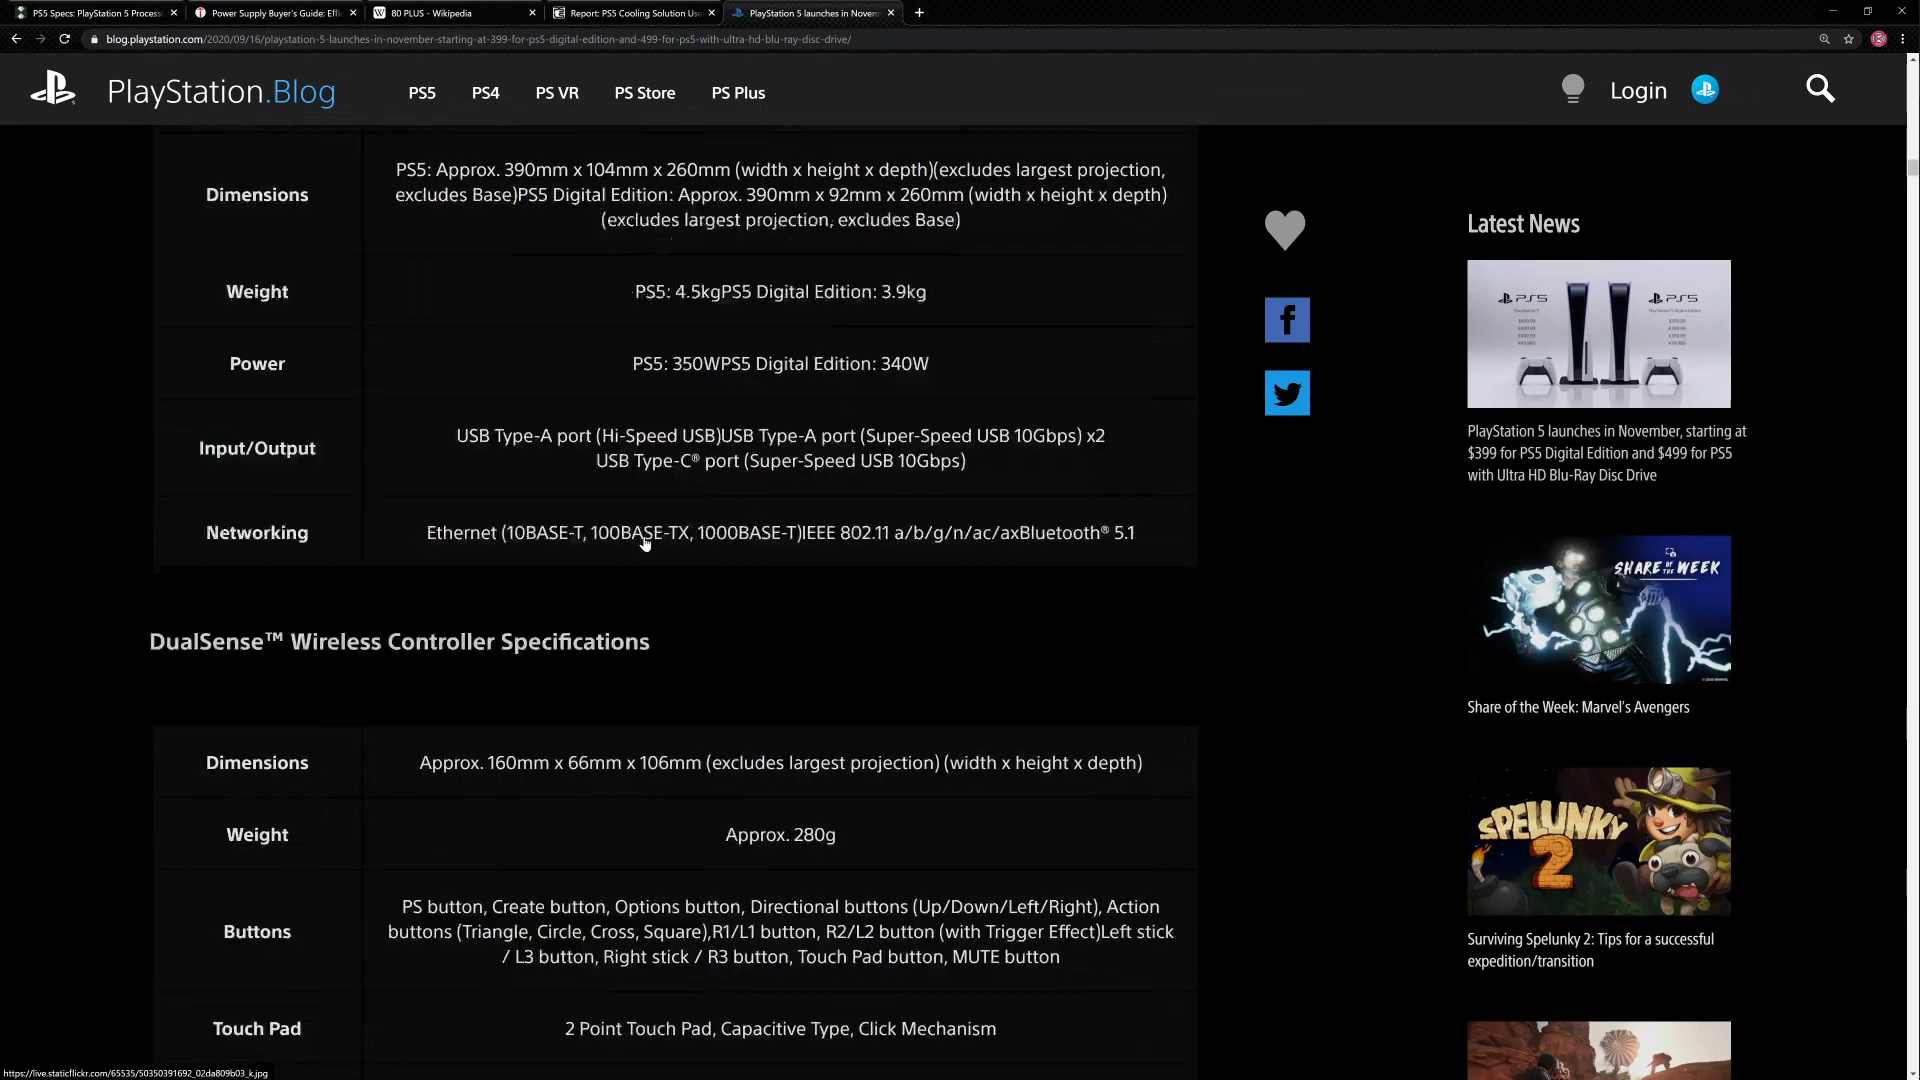 PS5 Specs: PlayStation 5 Process
Power Supply Buyer's Guide: Effi
80 PLUS - Wikipedia
Report: PS5 Cooling Solution Use
PlayStation 5 launches in Novem
blog.playstation.com/2020/09/16/playstation-5-launches-in-november-starting-at-399-for-ps5-digital-edition-and-499-for-ps5-with-ultra-hd-blu-ray-disc-drive/
PlayStation.Blog
PS5
PS4
PS VR
PS Store
PS Plus
Login
Dimensions
PS5: Approx. 390mm x 104mm x 260mm (width x height x depth)(excludes largest projection,
excludes Base)PS5 Digital Edition: Approx. 390mm x 92mm x 260mm (width x height x depth)
(excludes largest projection, excludes Base)
Weight
PS5: 4.5kgPS5 Digital Edition: 3.9kg
Power
PS5: 350WPS5 Digital Edition: 340W
Input/Output
USB Type-A port (Hi-Speed USB)USB Type-A port (Super-Speed USB 10Gbps) x2
USB Type-C® port (Super-Speed USB 10Gbps)
Networking
Ethernet (10BASE-T, 100BASE-TX, 1000BASE-T)IEEE 802.11 a/b/g/n/ac/axBluetooth® 5.1
DualSense™ Wireless Controller Specifications
Dimensions
Approx. 160mm x 66mm x 106mm (excludes largest projection) (width x height x depth)
Weight
Approx. 280g
Buttons
PS button, Create button, Options button, Directional buttons (Up/Down/Left/Right), Action
buttons (Triangle, Circle, Cross, Square),R1/L1 button, R2/L2 button (with Trigger Effect)Left stick
/ L3 button, Right stick / R3 button, Touch Pad button, MUTE button
Touch Pad
2 Point Touch Pad, Capacitive Type, Click Mechanism
Latest News
PS5
PS5
PlayStation 5 launches in November, starting at
$399 for PS5 Digital Edition and $499 for PS5
with Ultra HD Blu-Ray Disc Drive
SHARE OF THE WEEK
Share of the Week: Marvel's Avengers
SPELUNKY
2
Surviving Spelunky 2: Tips for a successful
expedition/transition
https://live.staticflickr.com/65535/50350391692_02da809b03_k.jpg